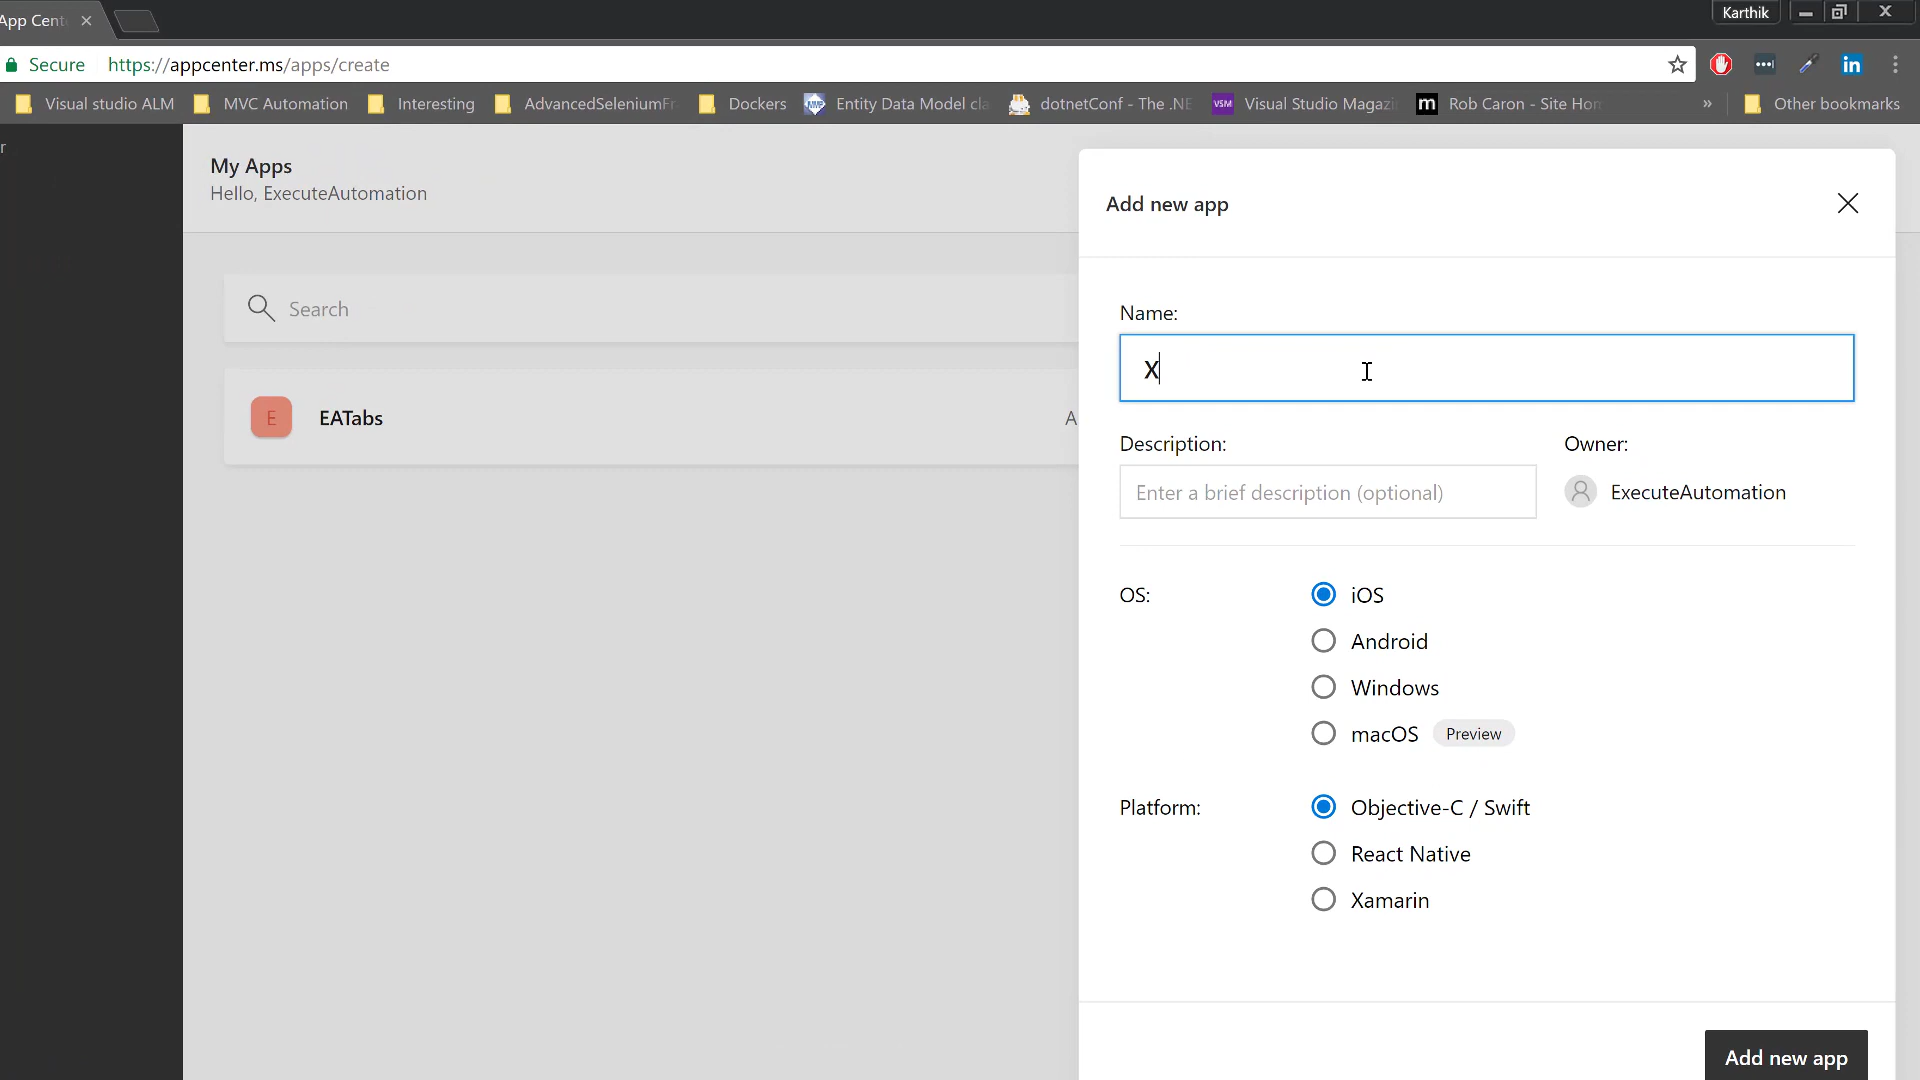 App Cent
Karthik
Secure https://appcenter.ms/apps/create
Visual studio ALM
MVC Automation
Interesting
AdvancedSeleniumFr
Dockers
Entity Data Model cla
dotnetConf - The .NE
VSM
Visual Studio Magazi
m
Rob Caron - Site Hom
»
Other bookmarks
in
r
My Apps
Hello, ExecuteAutomation
Search
E
EATabs
A
Add new app
Name:
X
Description:
Owner:
Enter a brief description (optional)
ExecuteAutomation
OS:
iOS
Android
Windows
macOS Preview
Platform:
Objective-C / Swift
React Native
Xamarin
Add new app